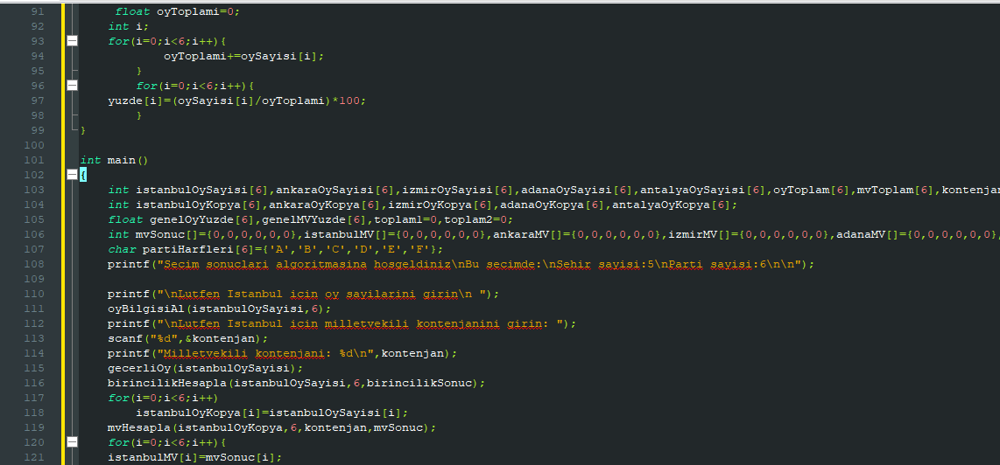 91 float oyToplami=0;
92 int i;
93 for(i=0;i<6;i++){
94 oyToplami+=oySayisi[i];
95 }
96 for(i=0;i<6;i++){
97 yuzde[i]=(oySayisi[i]/oyToplami)*100;
98 }
99 }
100
101 int main()
102 {
103 int istanbulOySayisi[6],ankaraOySayisi[6],izmirOySayisi[6],adanaOySayisi[6],antalyaOySayisi[6],oyToplam[6],mvToplam[6],kontenjan
104 int istanbulOyKopya[6],ankaraOyKopya[6],izmirOyKopya[6],adanaOyKopya[6],antalyaOyKopya[6];
105 float genelOyYuzde[6],genelMVYuzde[6],toplam1=0,toplam2=0;
106 int mvSonuc[]={0,0,0,0,0,0},istanbulMV[]={0,0,0,0,0,0},ankaraMV[]={0,0,0,0,0,0},izmirMV[]={0,0,0,0,0,0},adanaMV[]={0,0,0,0,0,0},
107 char partiHarfleri[6]={'A','B','C','D','E','F'};
108 printf("Secim sonuclari algoritmasina hosgeldiniz\nBu secimde:\nSehir sayisi:5\nParti sayisi:6\n\n");
109
110 printf("\nLutfen Istanbul icin oy sayilarini girin\n ");
111 oyBilgisiAl(istanbulOySayisi,6);
112 printf("\nLutfen Istanbul icin milletvekili kontenjanini girin: ");
113 scanf("%d",&kontenjan);
114 printf("Milletvekili kontenjani: %d\n",kontenjan);
115 gecerliOy(istanbulOySayisi);
116 birincilikHesapla(istanbulOySayisi,6,birincilikSonuc);
117 for(i=0;i<6;i++)
118 istanbulOyKopya[i]=istanbulOySayisi[i];
119 mvHesapla(istanbulOyKopya,6,kontenjan,mvSonuc);
120 for(i=0;i<6;i++){
121 istanbulMV[i]=mvSonuc[i];